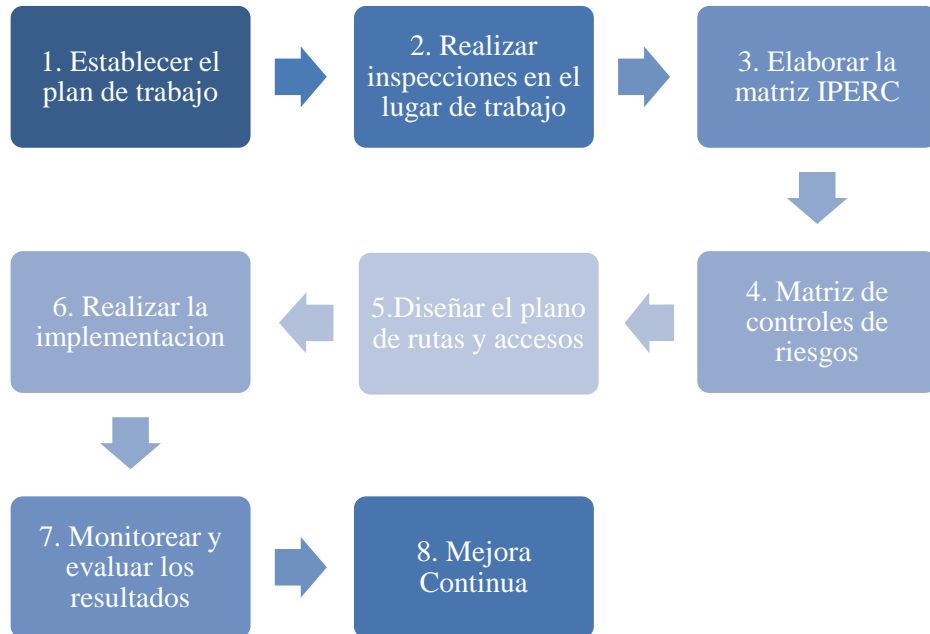 1. Establecer el
plan de trabajo
2. Realizar
inspecciones en el
lugar de trabajo
3. Elaborar la
matriz IPERC
4. Matriz de
controles de
riesgos
5.Diseñar el plano
de rutas y accesos
6. Realizar la
implementacion
7. Monitorear y
evaluar los
resultados
8. Mejora
Continua